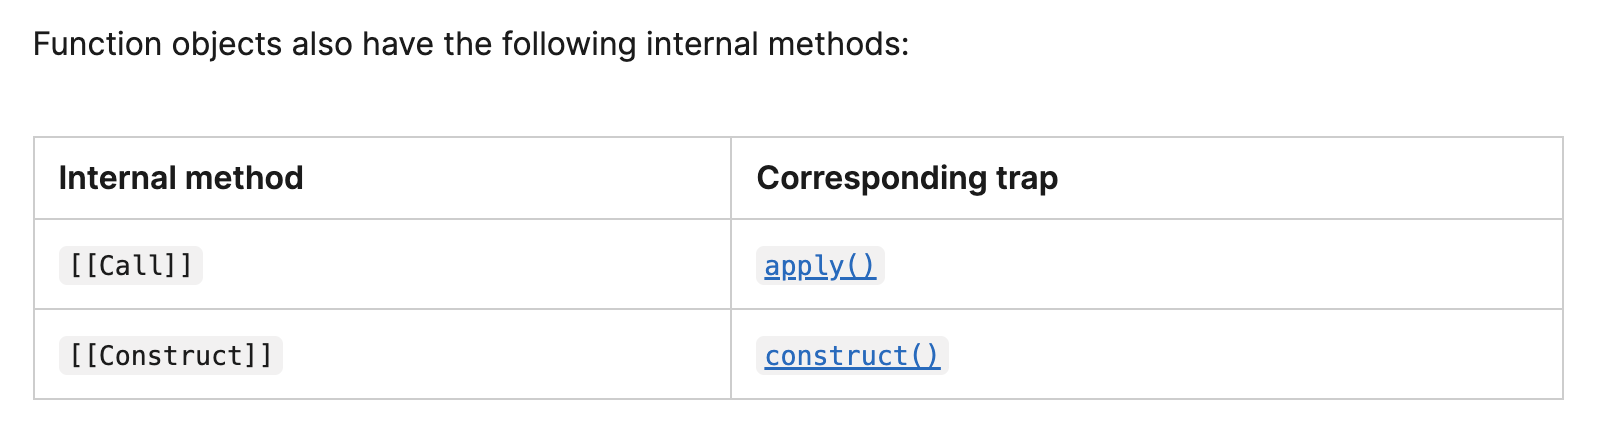 Function objects also have the following internal methods:
Internal method Corresponding trap
[[Call]] apply()
[[Construct]] construct()